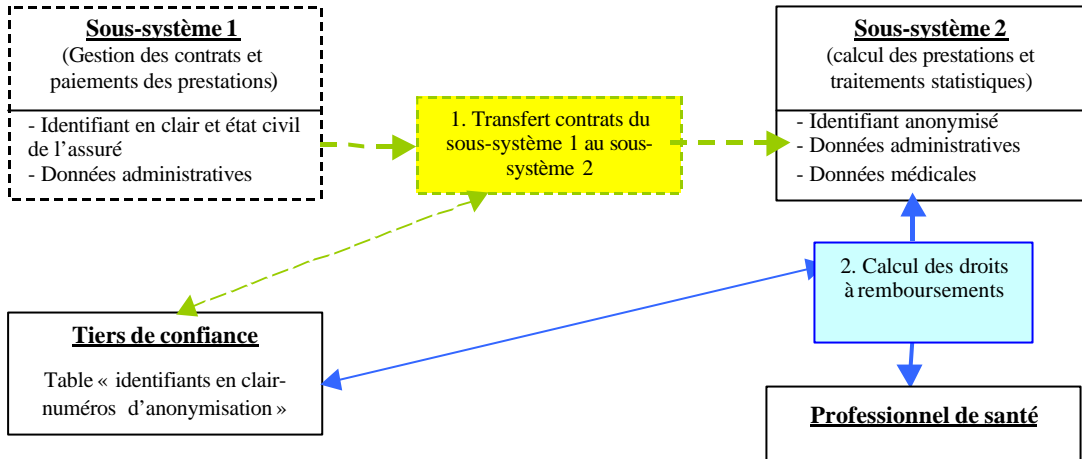 Sous-système 1
(Gestion des contrats et
paiements des prestations)
- Identifiant en clair et état civil
de l'assuré
- Données administratives
1. Transfert contrats du
sous-système 1 au sous-
système 2
Sous-système 2
(calcul des prestations et
traitements statistiques)
- Identifiant anonymisé
- Données administratives
- Données médicales
2. Calcul des droits
à remboursements
Tiers de confiance
Table « identifiants en clair-
numéros d'anonymisation »
Professionnel de santé